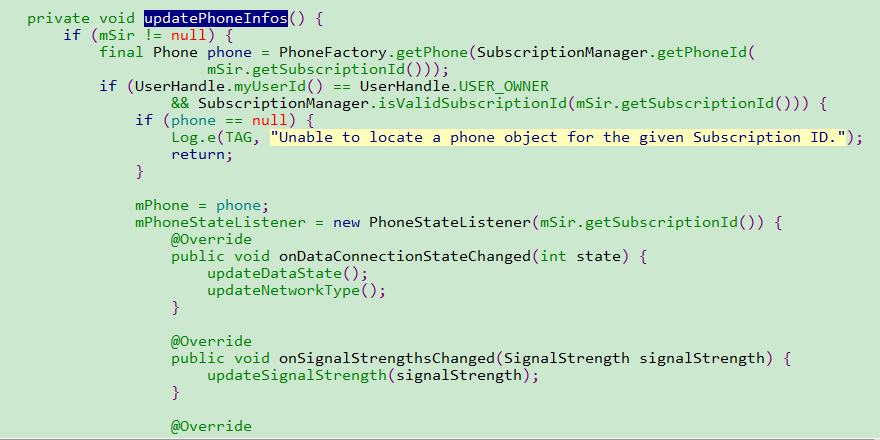 private void updatePhoneInfos() {
if (mSir != null) {
final Phone phone = PhoneFactory.getPhone(SubscriptionManager.getPhoneId(
mSir.getSubscriptionId()));
if (UserHandle.myUserId() == UserHandle.USER_OWNER
&& SubscriptionManager.isValidSubscriptionId(mSir.getSubscriptionId())) {
if (phone == null) {
Log.e(TAG, "Unable to locate a phone object for the given Subscription ID.");
return;
}
mPhone = phone;
mPhoneStateListener = new PhoneStateListener(mSir.getSubscriptionId()) {
@Override
public void onDataConnectionStateChanged(int state) {
updateDataState();
updateNetworkType();
}
@Override
public void onSignalStrengthsChanged(SignalStrength signalStrength) {
updateSignalStrength(signalStrength);
}
@Override